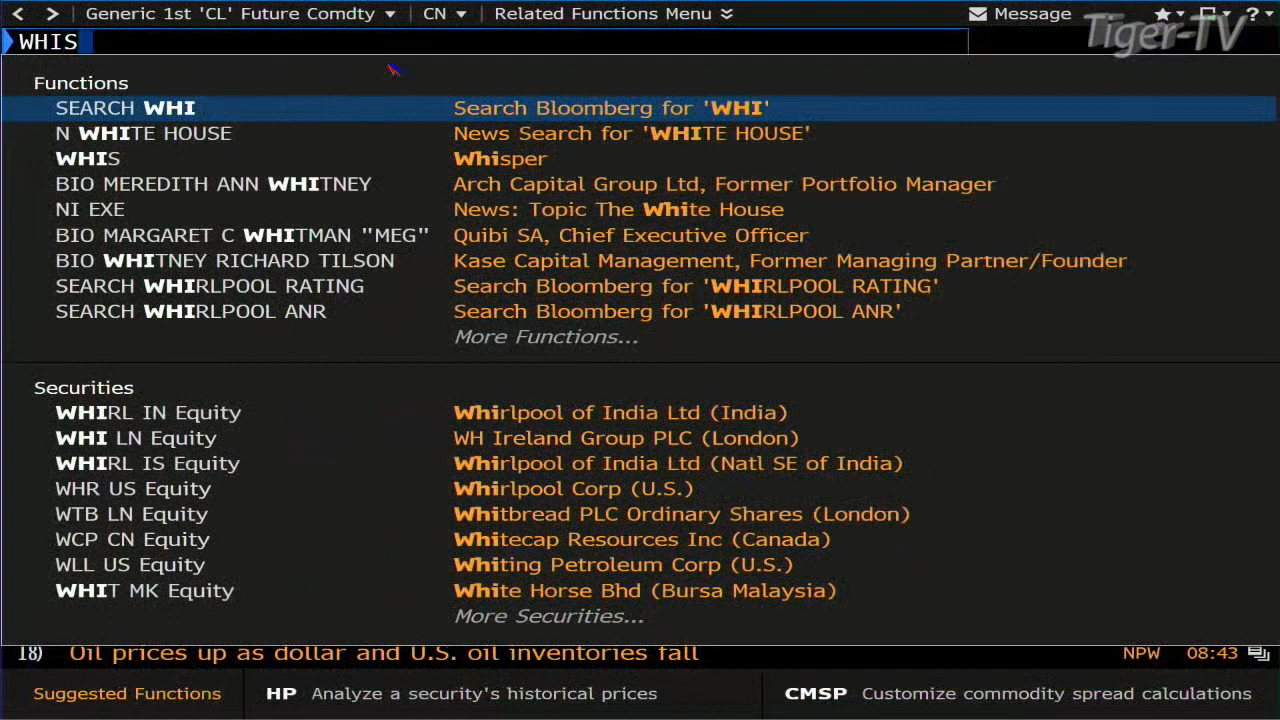 < > Generic 1st 'CL' Future Comdty CN Related Functions Menu Message ?
WHIS
Tiger-TV
Functions
SEARCH WHI Search Bloomberg for 'WHI'
N WHITE HOUSE News Search for 'WHITE HOUSE'
WHIS Whisper
BIO MEREDITH ANN WHITNEY Arch Capital Group Ltd, Former Portfolio Manager
NI EXE News: Topic The White House
BIO MARGARET C WHITMAN "MEG" Quibi SA, Chief Executive Officer
BIO WHITNEY RICHARD TILSON Kase Capital Management, Former Managing Partner/Founder
SEARCH WHIRLPOOL RATING Search Bloomberg for 'WHIRLPOOL RATING'
SEARCH WHIRLPOOL ANR Search Bloomberg for 'WHIRLPOOL ANR'
More Functions...
Securities
WHIRL IN Equity Whirlpool of India Ltd (India)
WHI LN Equity WH Ireland Group PLC (London)
WHIRL IS Equity Whirlpool of India Ltd (Natl SE of India)
WHR US Equity Whirlpool Corp (U.S.)
WTB LN Equity Whitbread PLC Ordinary Shares (London)
WCP CN Equity Whitecap Resources Inc (Canada)
WLL US Equity Whiting Petroleum Corp (U.S.)
WHIT MK Equity White Horse Bhd (Bursa Malaysia)
More Securities...
18) Oil prices up as dollar and U.S. oil inventories fall NPW 08:43
Suggested Functions HP Analyze a security's historical prices CMSP Customize commodity spread calculations